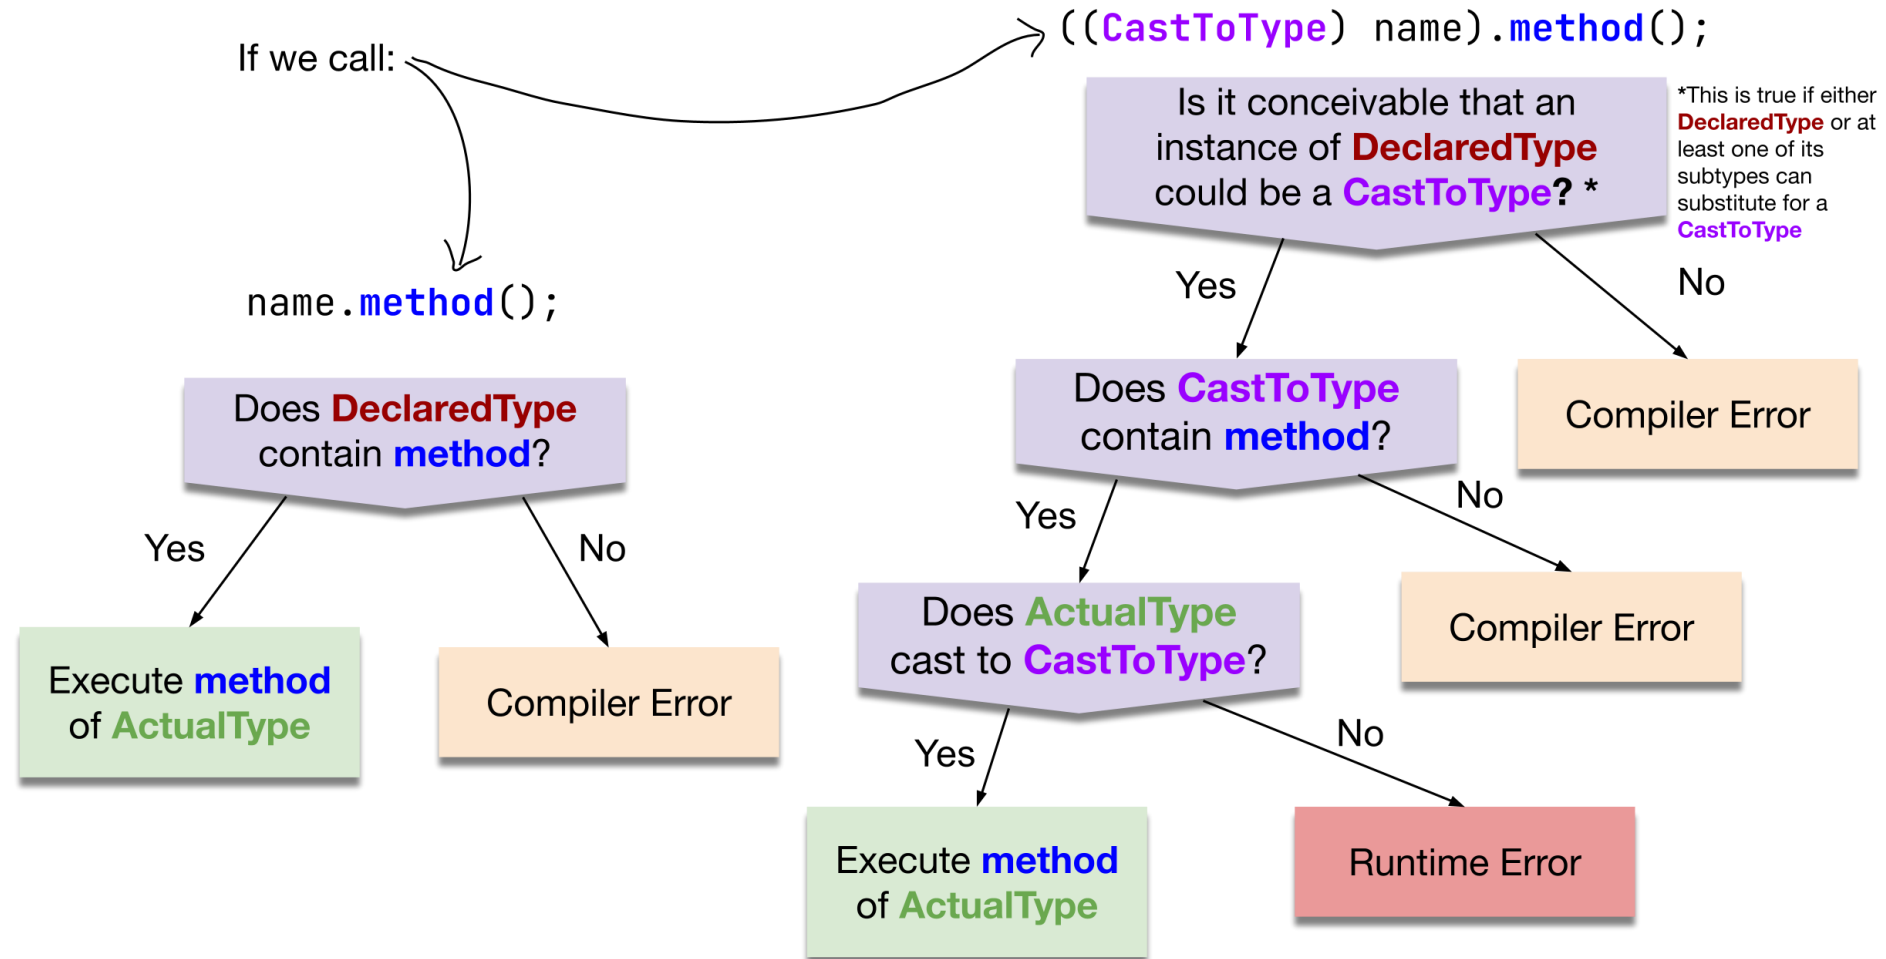 If we call:
((CastToType) name).method();
Is it conceivable that an
instance of DeclaredType
could be a CastToType? *
*This is true if either
DeclaredType or at
least one of its
subtypes can
substitute for a
CastToType
Yes
No
Does CastToType
contain method?
Compiler Error
Yes
No
Does ActualType
cast to CastToType?
Compiler Error
Yes
No
Execute method
of ActualType
Runtime Error
name.method();
Does DeclaredType
contain method?
Yes
No
Execute method
of ActualType
Compiler Error